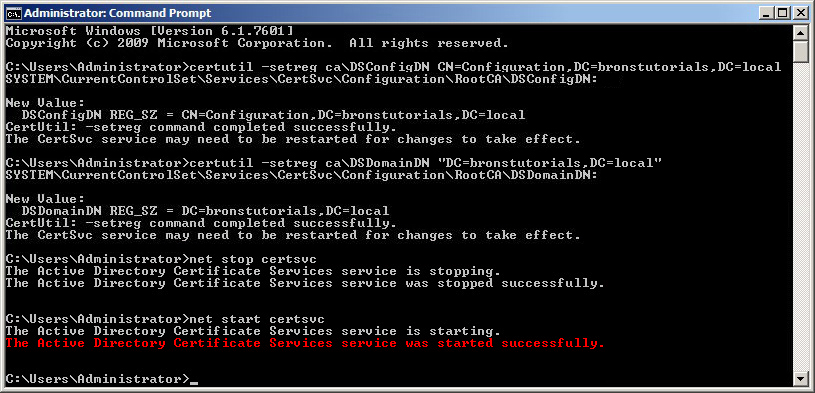 Administrator: Command Prompt
Microsoft Windows [Version 6.1.7601]
Copyright (c) 2009 Microsoft Corporation.  All rights reserved.
C:\Users\Administrator>certutil -setreg ca\DSConfigDN CN=Configuration,DC=bronstutorials,DC=local
SYSTEM\CurrentControlSet\Services\CertSvc\Configuration\RootCA\DSConfigDN:
New Value:
  DSConfigDN REG_SZ = CN=Configuration,DC=bronstutorials,DC=local
CertUtil: -setreg command completed successfully.
The CertSvc service may need to be restarted for changes to take effect.
C:\Users\Administrator>certutil -setreg ca\DSDomainDN "DC=bronstutorials,DC=local"
SYSTEM\CurrentControlSet\Services\CertSvc\Configuration\RootCA\DSDomainDN:
New Value:
  DSDomainDN REG_SZ = DC=bronstutorials,DC=local
CertUtil: -setreg command completed successfully.
The CertSvc service may need to be restarted for changes to take effect.
C:\Users\Administrator>net stop certsvc
The Active Directory Certificate Services service is stopping.
The Active Directory Certificate Services service was stopped successfully.
C:\Users\Administrator>net start certsvc
The Active Directory Certificate Services service is starting.
The Active Directory Certificate Services service was started successfully.
C:\Users\Administrator>_